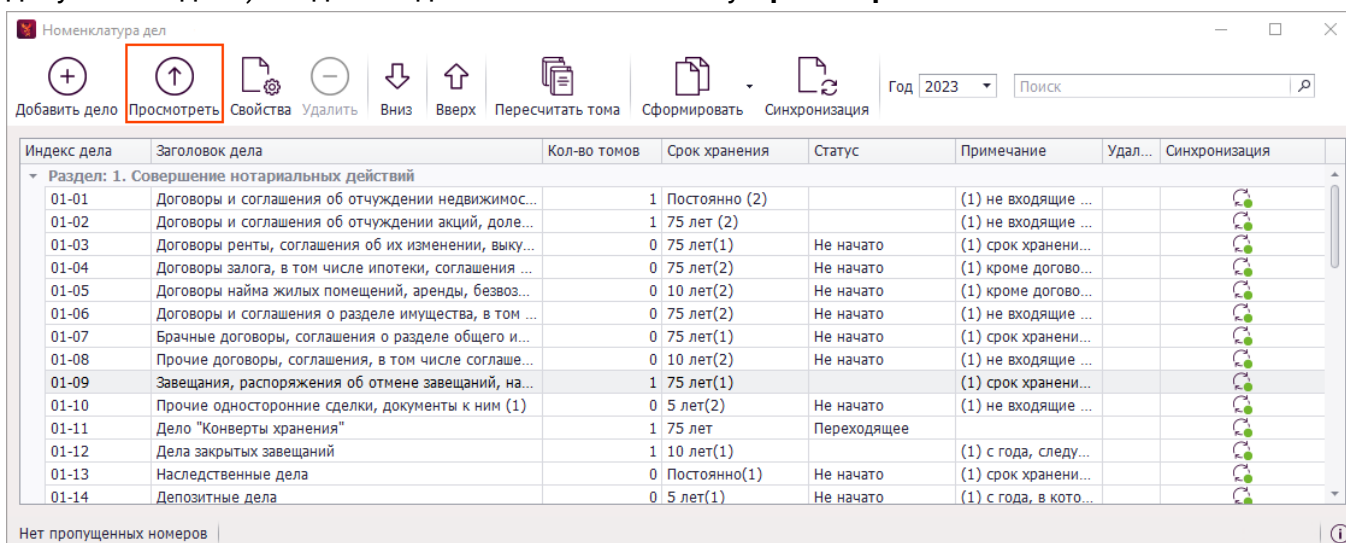 Номенклатура дел
Добавить дело Просмотреть Свойства Удалить Вниз Вверх Пересчитать тома Сформировать Синхронизация Год 2023 Поиск
Индекс дела Заголовок дела Кол-во томов Срок хранения Статус Примечание Удал... Синхронизация
Раздел: 1. Совершение нотариальных действий
01-01 Договоры и соглашения об отчуждении недвижимос... 1 Постоянно (2) (1) не входящие ...
01-02 Договоры и соглашения об отчуждении акций, доле... 1 75 лет (2) (1) не входящие ...
01-03 Договоры ренты, соглашения об их изменении, выку... 0 75 лет(1) Не начато (1) срок хранени...
01-04 Договоры залога, в том числе ипотеки, соглашения ... 0 75 лет(2) Не начато (1) кроме догово...
01-05 Договоры найма жилых помещений, аренды, безвоз... 0 10 лет(2) Не начато (1) кроме догово...
01-06 Договоры и соглашения о разделе имущества, в том ... 0 75 лет(2) Не начато (1) не входящие ...
01-07 Брачные договоры, соглашения о разделе общего и... 0 75 лет(1) Не начато (1) срок хранени...
01-08 Прочие договоры, соглашения, в том числе соглаше... 0 10 лет(2) Не начато (1) не входящие ...
01-09 Завещания, распоряжения об отмене завещаний, на... 1 75 лет(1) (1) срок хранени...
01-10 Прочие односторонние сделки, документы к ним (1) 0 5 лет(2) Не начато (1) не входящие ...
01-11 Дело "Конверты хранения" 1 75 лет Переходящее
01-12 Дела закрытых завещаний 1 10 лет(1) (1) с года, следу...
01-13 Наследственные дела 0 Постоянно(1) Не начато (1) срок хранени...
01-14 Депозитные дела 0 5 лет(1) Не начато (1) с года, в кото...
Нет пропущенных номеров